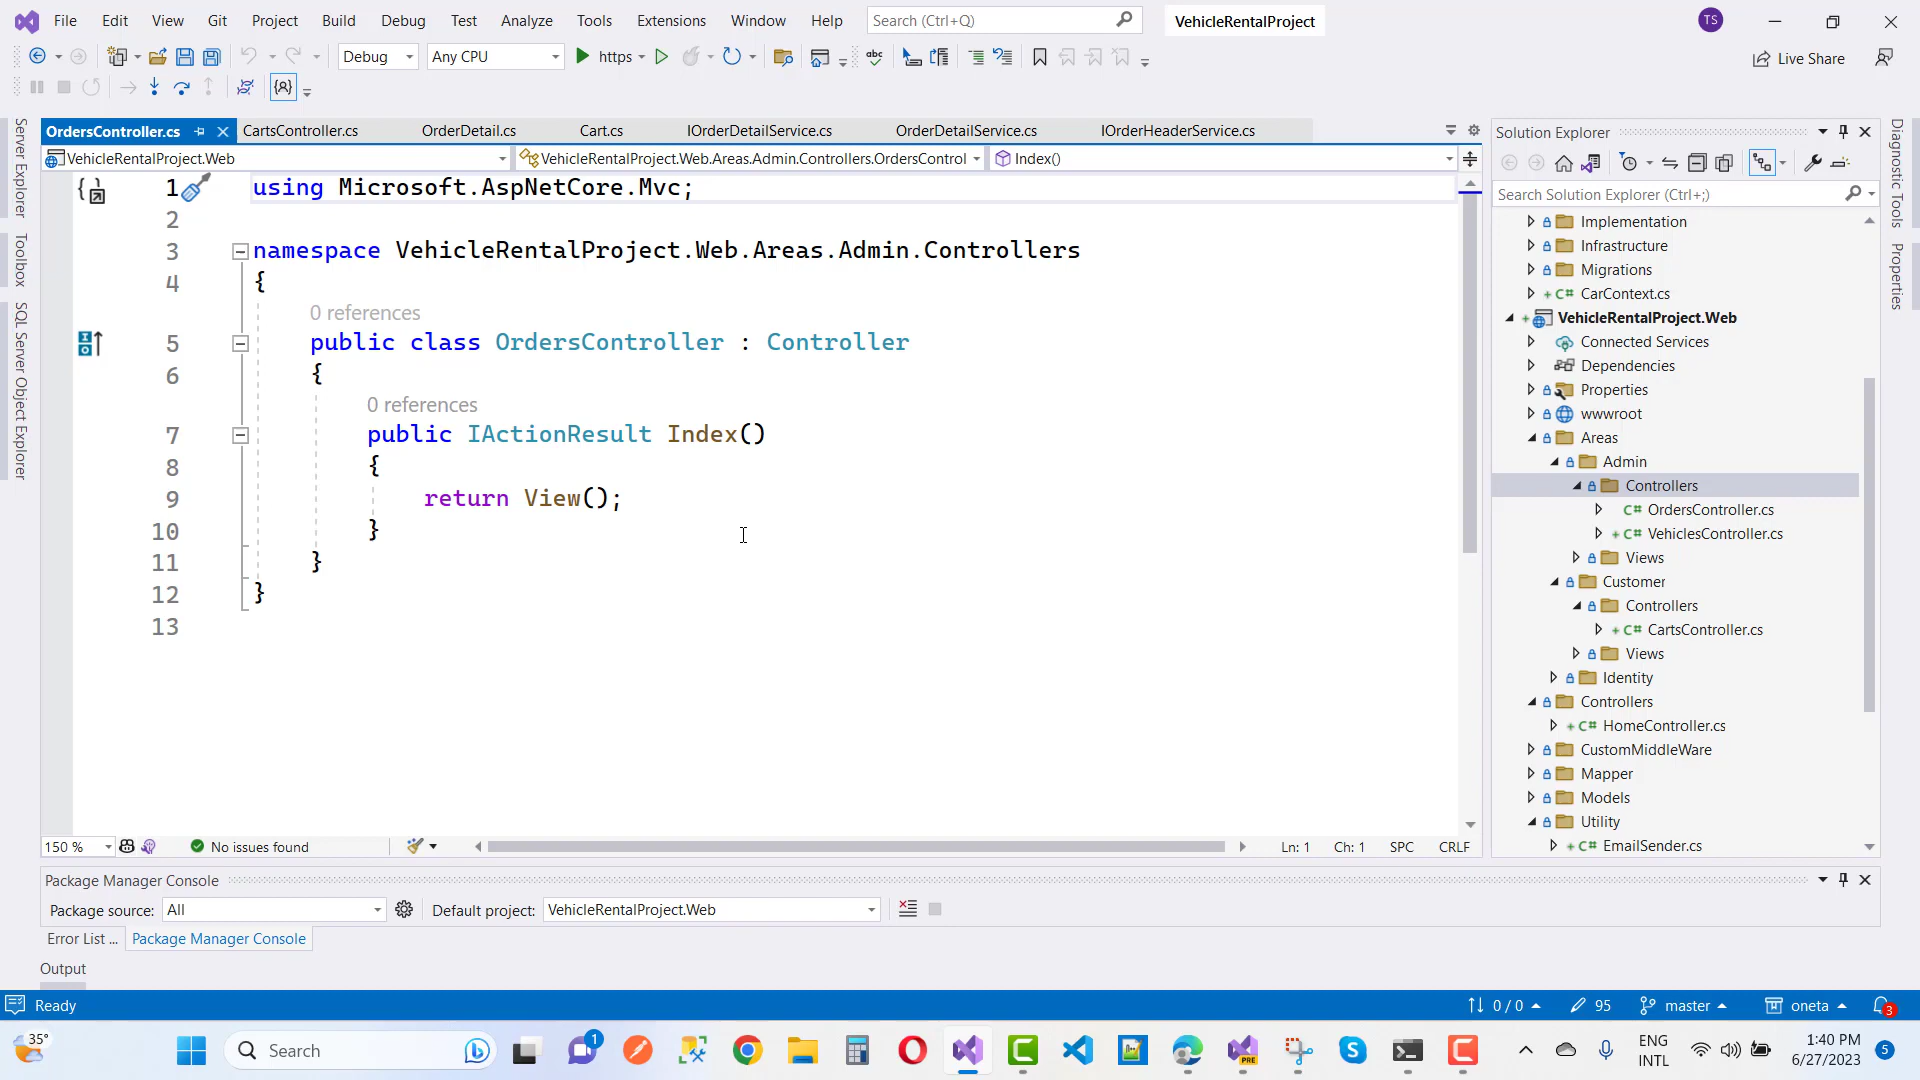 File Edit View Git Project Build Debug Test Analyze Tools Extensions Window Help Search (Ctrl+Q) VehicleRentalProject TS
Debug Any CPU https Live Share
OrdersController.cs CartsController.cs OrderDetail.cs Cart.cs IOrderDetailService.cs OrderDetailService.cs IOrderHeaderService.cs
VehicleRentalProject.Web VehicleRentalProject.Web.Areas.Admin.Controllers.OrdersControl Index()
Server Explorer
Toolbox
SQL Server Object Explorer
1 using Microsoft.AspNetCore.Mvc;
2
3 namespace VehicleRentalProject.Web.Areas.Admin.Controllers
4 {
0 references
5 public class OrdersController : Controller
6 {
0 references
7 public IActionResult Index()
8 {
9 return View();
10 }
11 }
12 }
13
150 % No issues found Ln: 1 Ch: 1 SPC CRLF
Solution Explorer
Search Solution Explorer (Ctrl+;)
Implementation
Infrastructure
Migrations
C# CarContext.cs
VehicleRentalProject.Web
Connected Services
Dependencies
Properties
wwwroot
Areas
Admin
Controllers
C# OrdersController.cs
C# VehiclesController.cs
Views
Customer
Controllers
C# CartsController.cs
Views
Identity
Controllers
C# HomeController.cs
CustomMiddleWare
Mapper
Models
Utility
C# EmailSender.cs
Diagnostic Tools
Properties
Package Manager Console
Package source: All Default project: VehicleRentalProject.Web
Error List ... Package Manager Console
Output
Ready 0 / 0 95 master oneta 3
35° Search 1 PRE ENG INTL 1:40 PM 6/27/2023 5